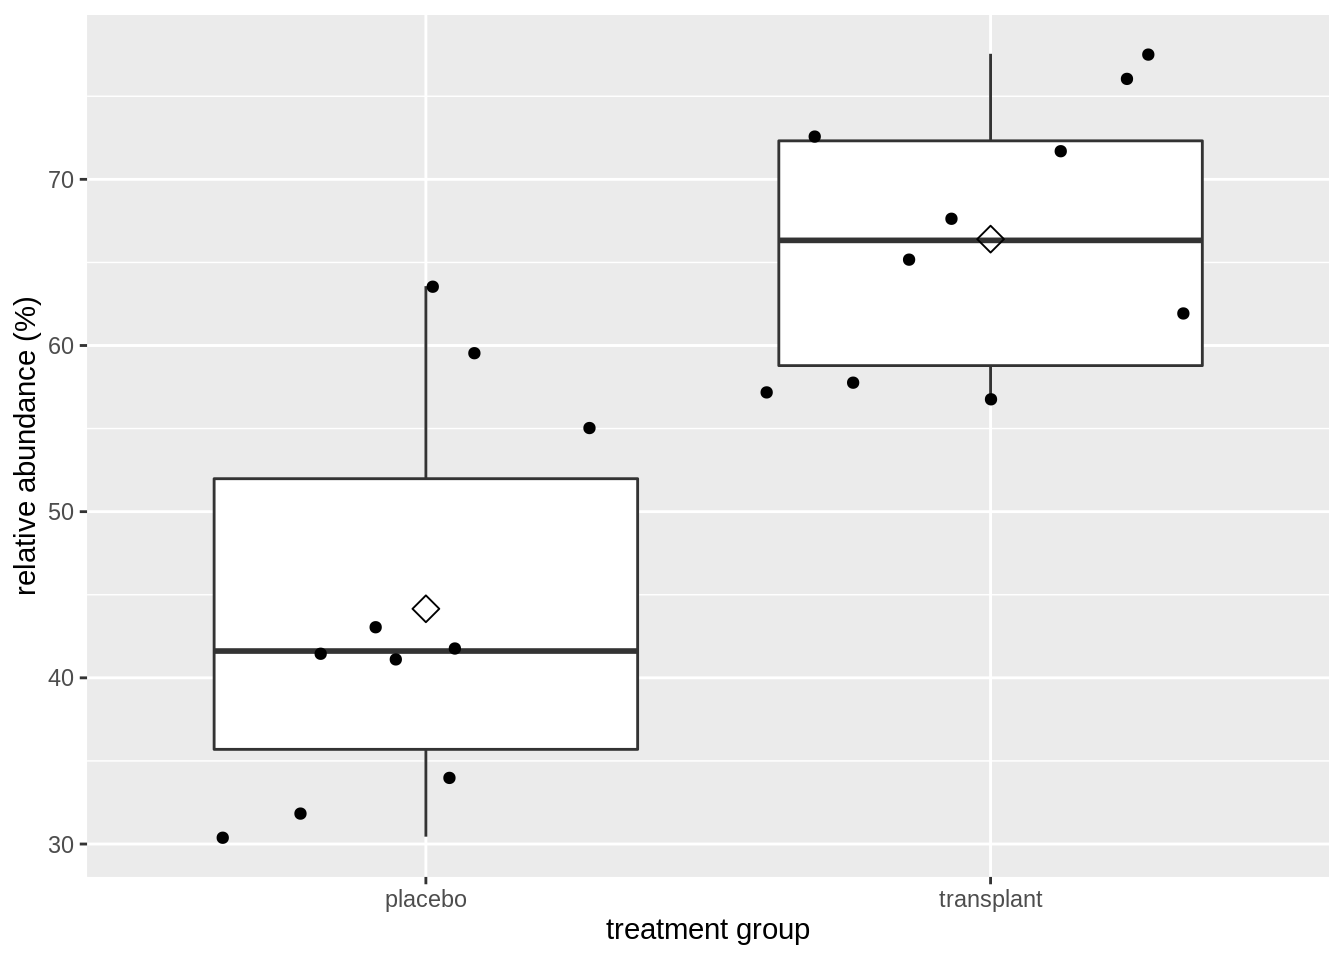 relative abundance (%)
70
60
50
40
30
placebo
transplant
treatment group